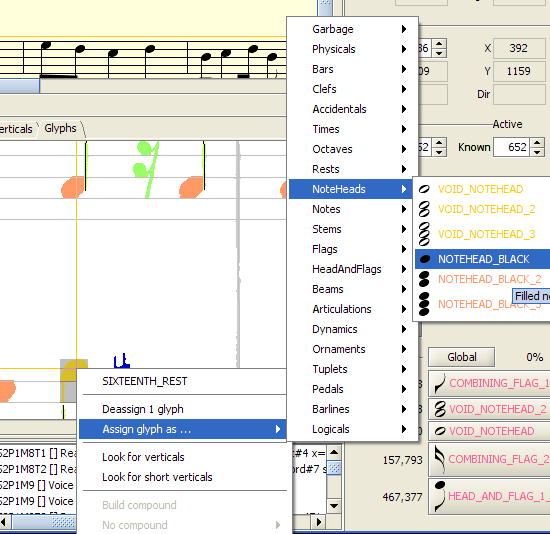 Garbage
Physicals
Bars
Clefs
Accidentals
Times
Octaves
Rests
NoteHeads
Notes
Stems
Flags
HeadAndFlags
Beams
Articulations
Dynamics
Ornaments
Tuplets
Pedals
Barlines
Logicals
36 X 392
09 Y 1159
Dir
Active
52 Known 652
erticals Glyphs
VOID_NOTEHEAD
VOID_NOTEHEAD_2
VOID_NOTEHEAD_3
NOTEHEAD_BLACK
NOTEHEAD_BLACK_2
NOTEHEAD_BLACK_3
Filled no
Global 0%
COMBINING_FLAG_1
VOID_NOTEHEAD_2
VOID_NOTEHEAD
157,793 COMBINING_FLAG_2
467,377 HEAD_AND_FLAG_1_
SIXTEENTH_REST
Deassign 1 glyph
Assign glyph as ...
Look for verticals
Look for short verticals
Build compound
No compound
S2P1M8T1 [] Rea
S2P1M8T2 [] Rea
S2P1M9 [] Voice
S2P1M9 [] Voice
t#4 x=
ord#7 s